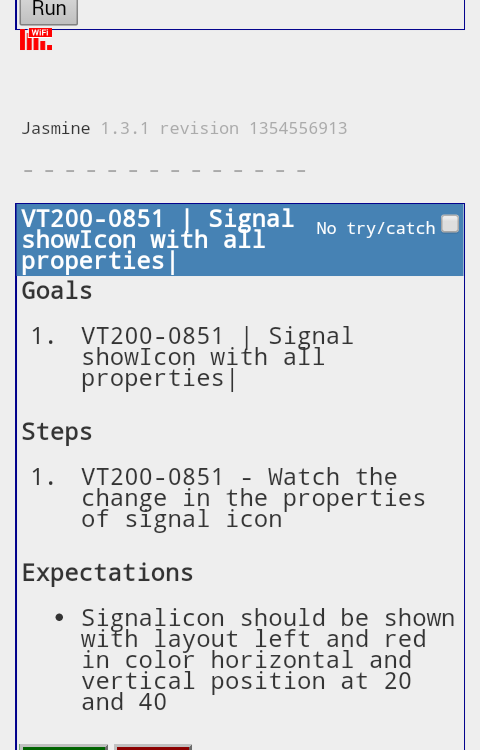 Run
WiFi
Jasmine 1.3.1 revision 1354556913
VT200-0851 | Signal
showIcon with all
properties|
No try/catch
Goals
1. VT200-0851 | Signal
showIcon with all
properties|
Steps
1. VT200-0851 - Watch the
change in the properties
of signal icon
Expectations
• Signalicon should be shown
with layout left and red
in color horizontal and
vertical position at 20
and 40